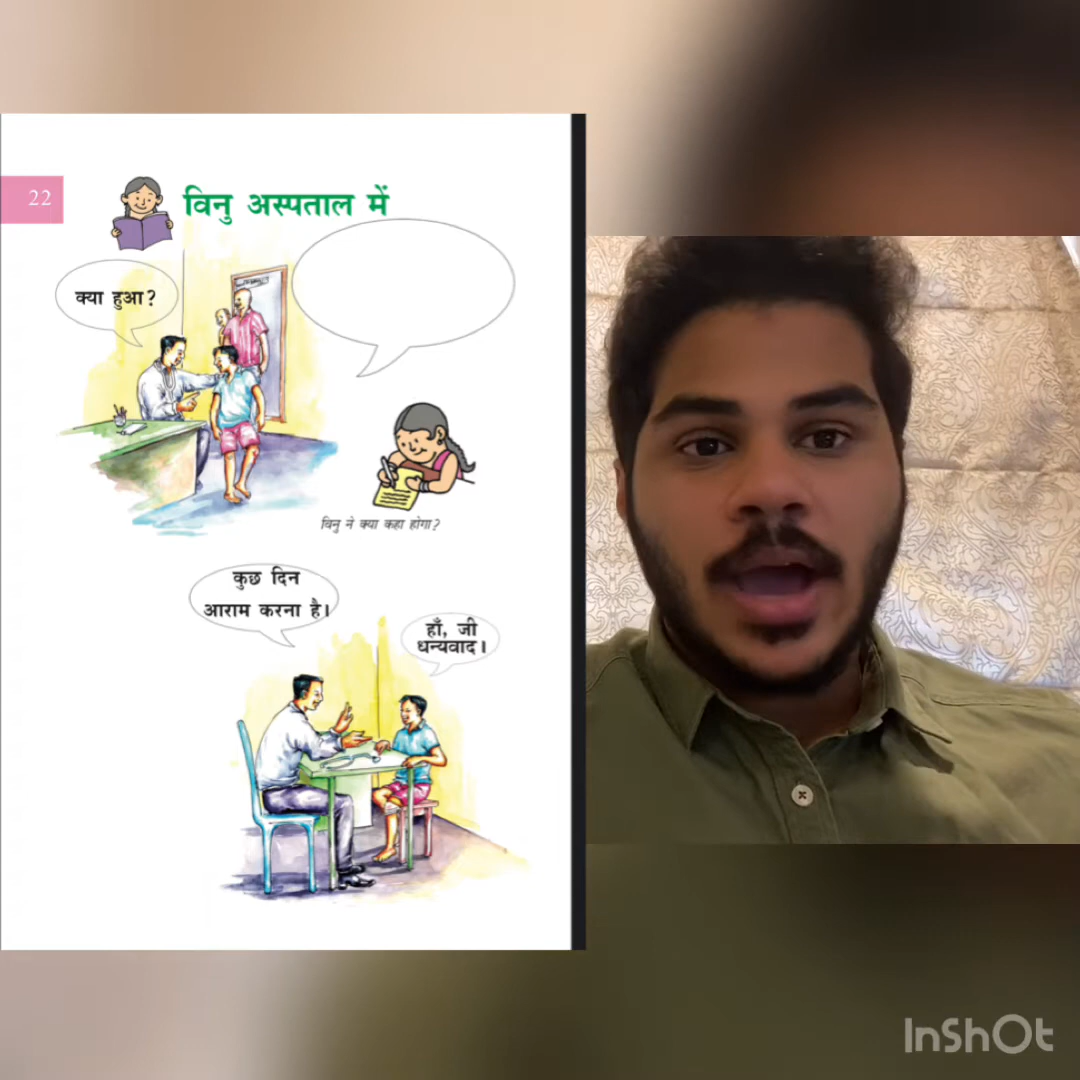 22
विनु अस्पताल में
क्या हुआ?
विनु ने क्या कहा होगा?
कुछ दिन
आराम करना है।
हाँ, जी
धन्यवाद।
InShOt